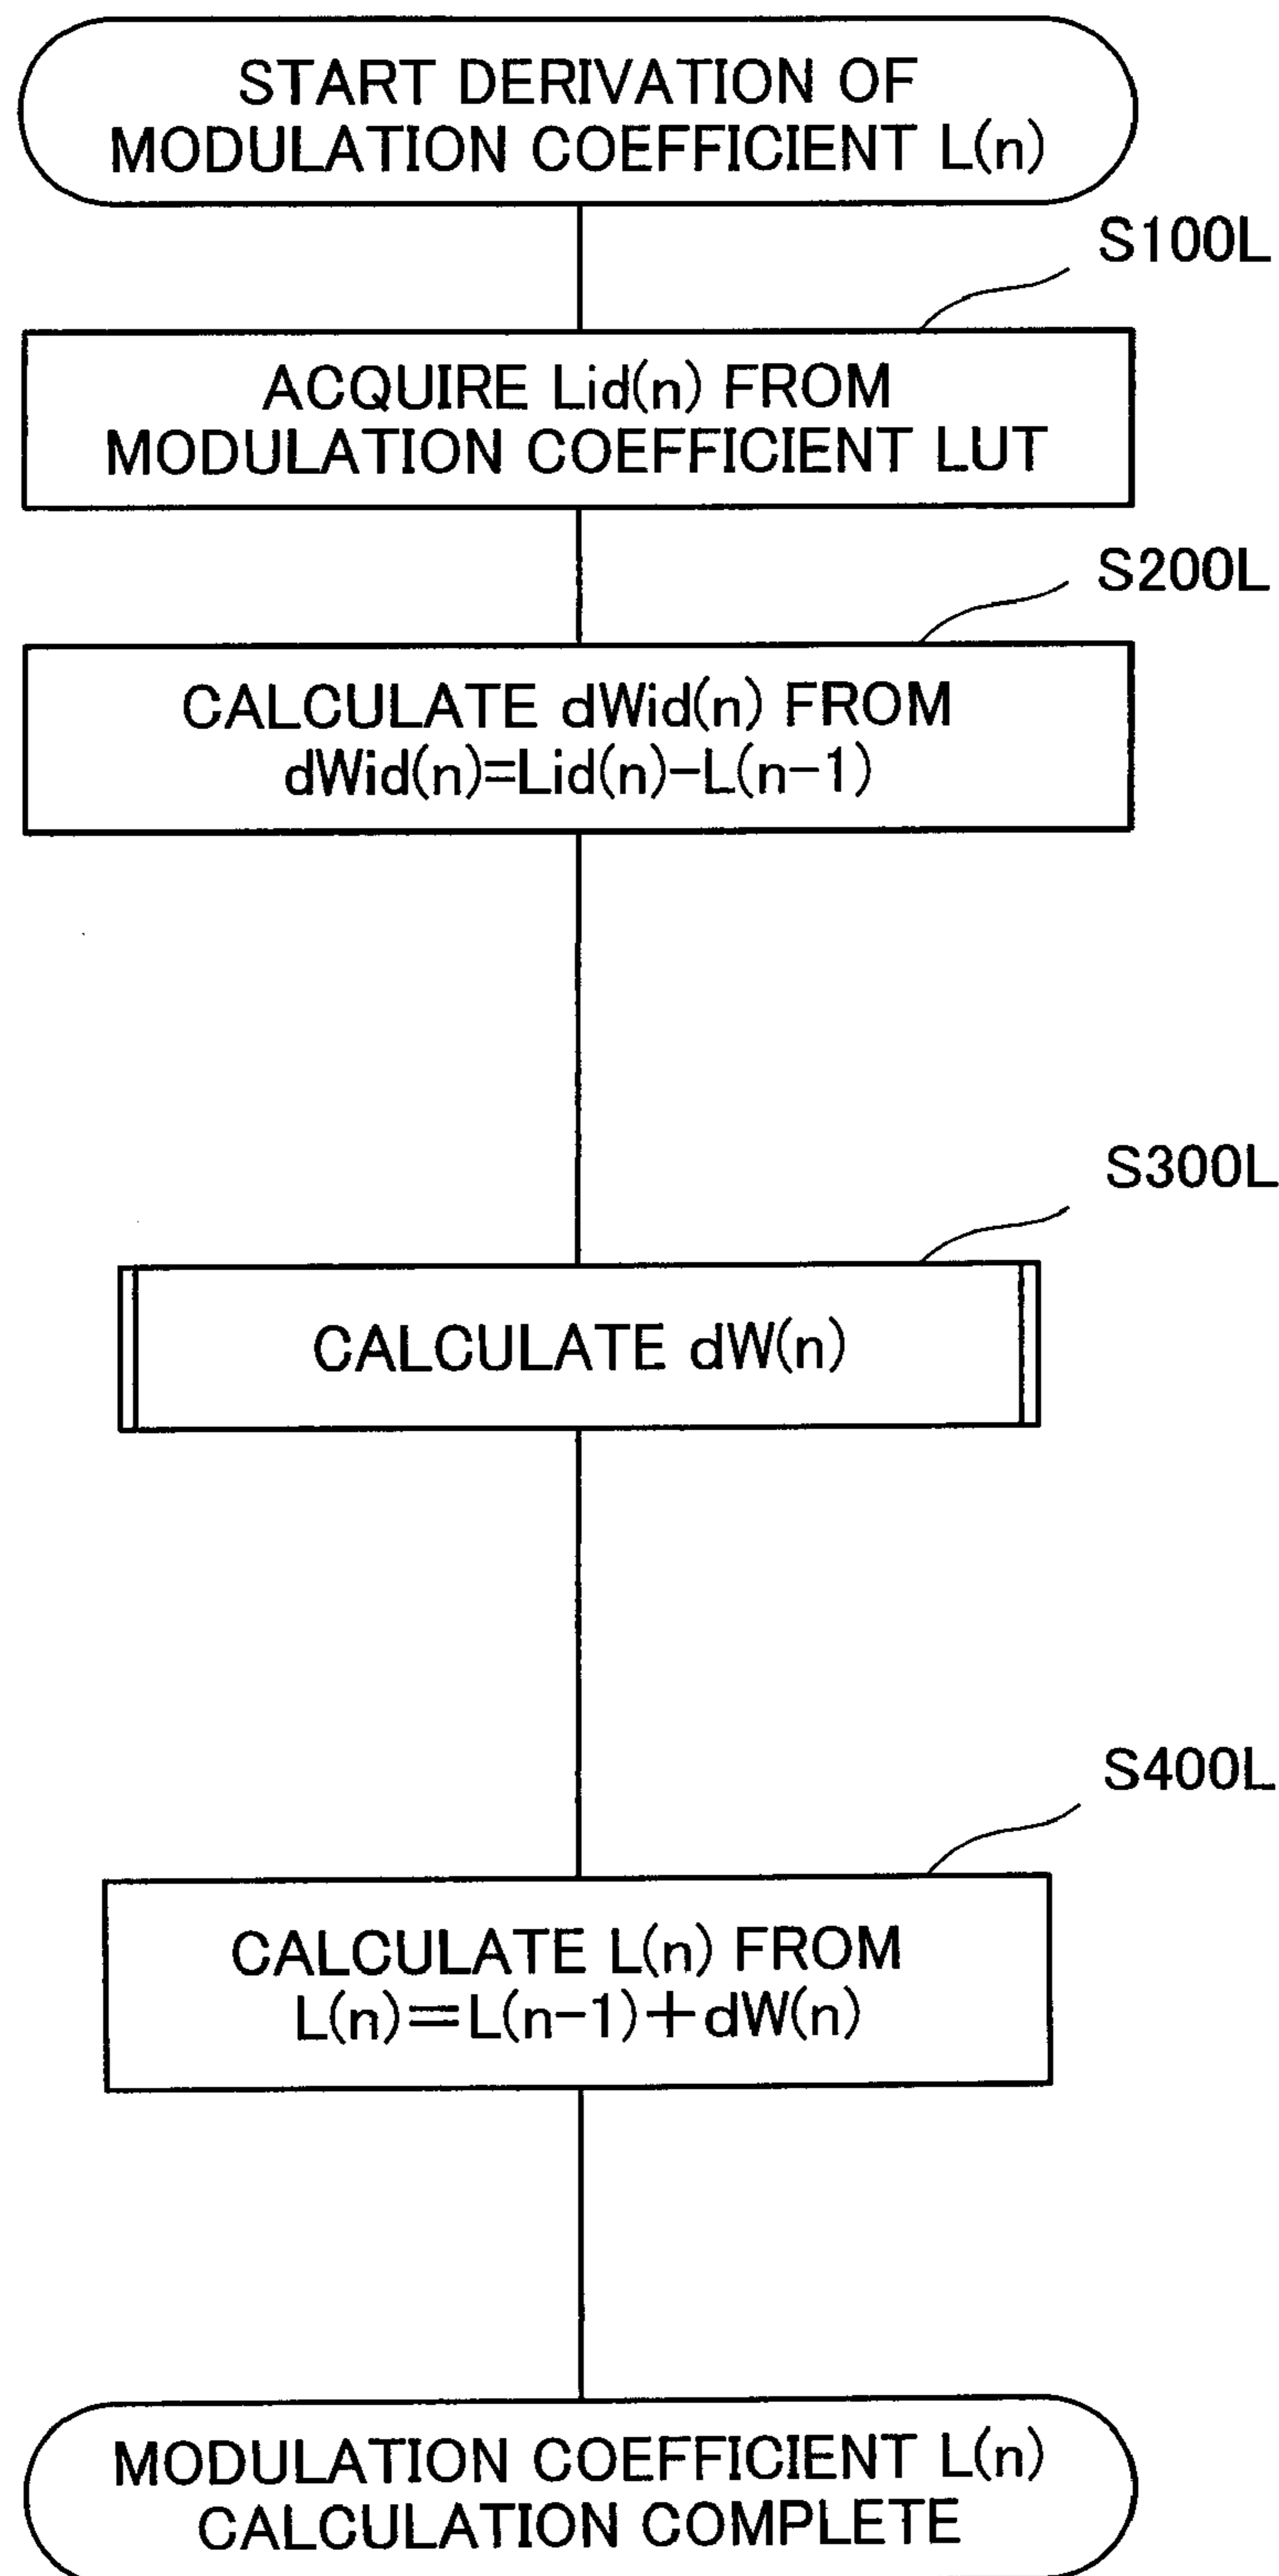 START DERIVATION OF
MODULATION COEFFICIENT L(n)
S100L
ACQUIRE Lid(n) FROM
MODULATION COEFFICIENT LUT
S200L
CALCULATE dWid(n) FROM
dWid(n)=Lid(n)-L(n-1)
S300L
CALCULATE dW(n)
S400L
CALCULATE L(n) FROM
L(n)=L(n-1)+dW(n)
MODULATION COEFFICIENT L(n)
CALCULATION COMPLETE